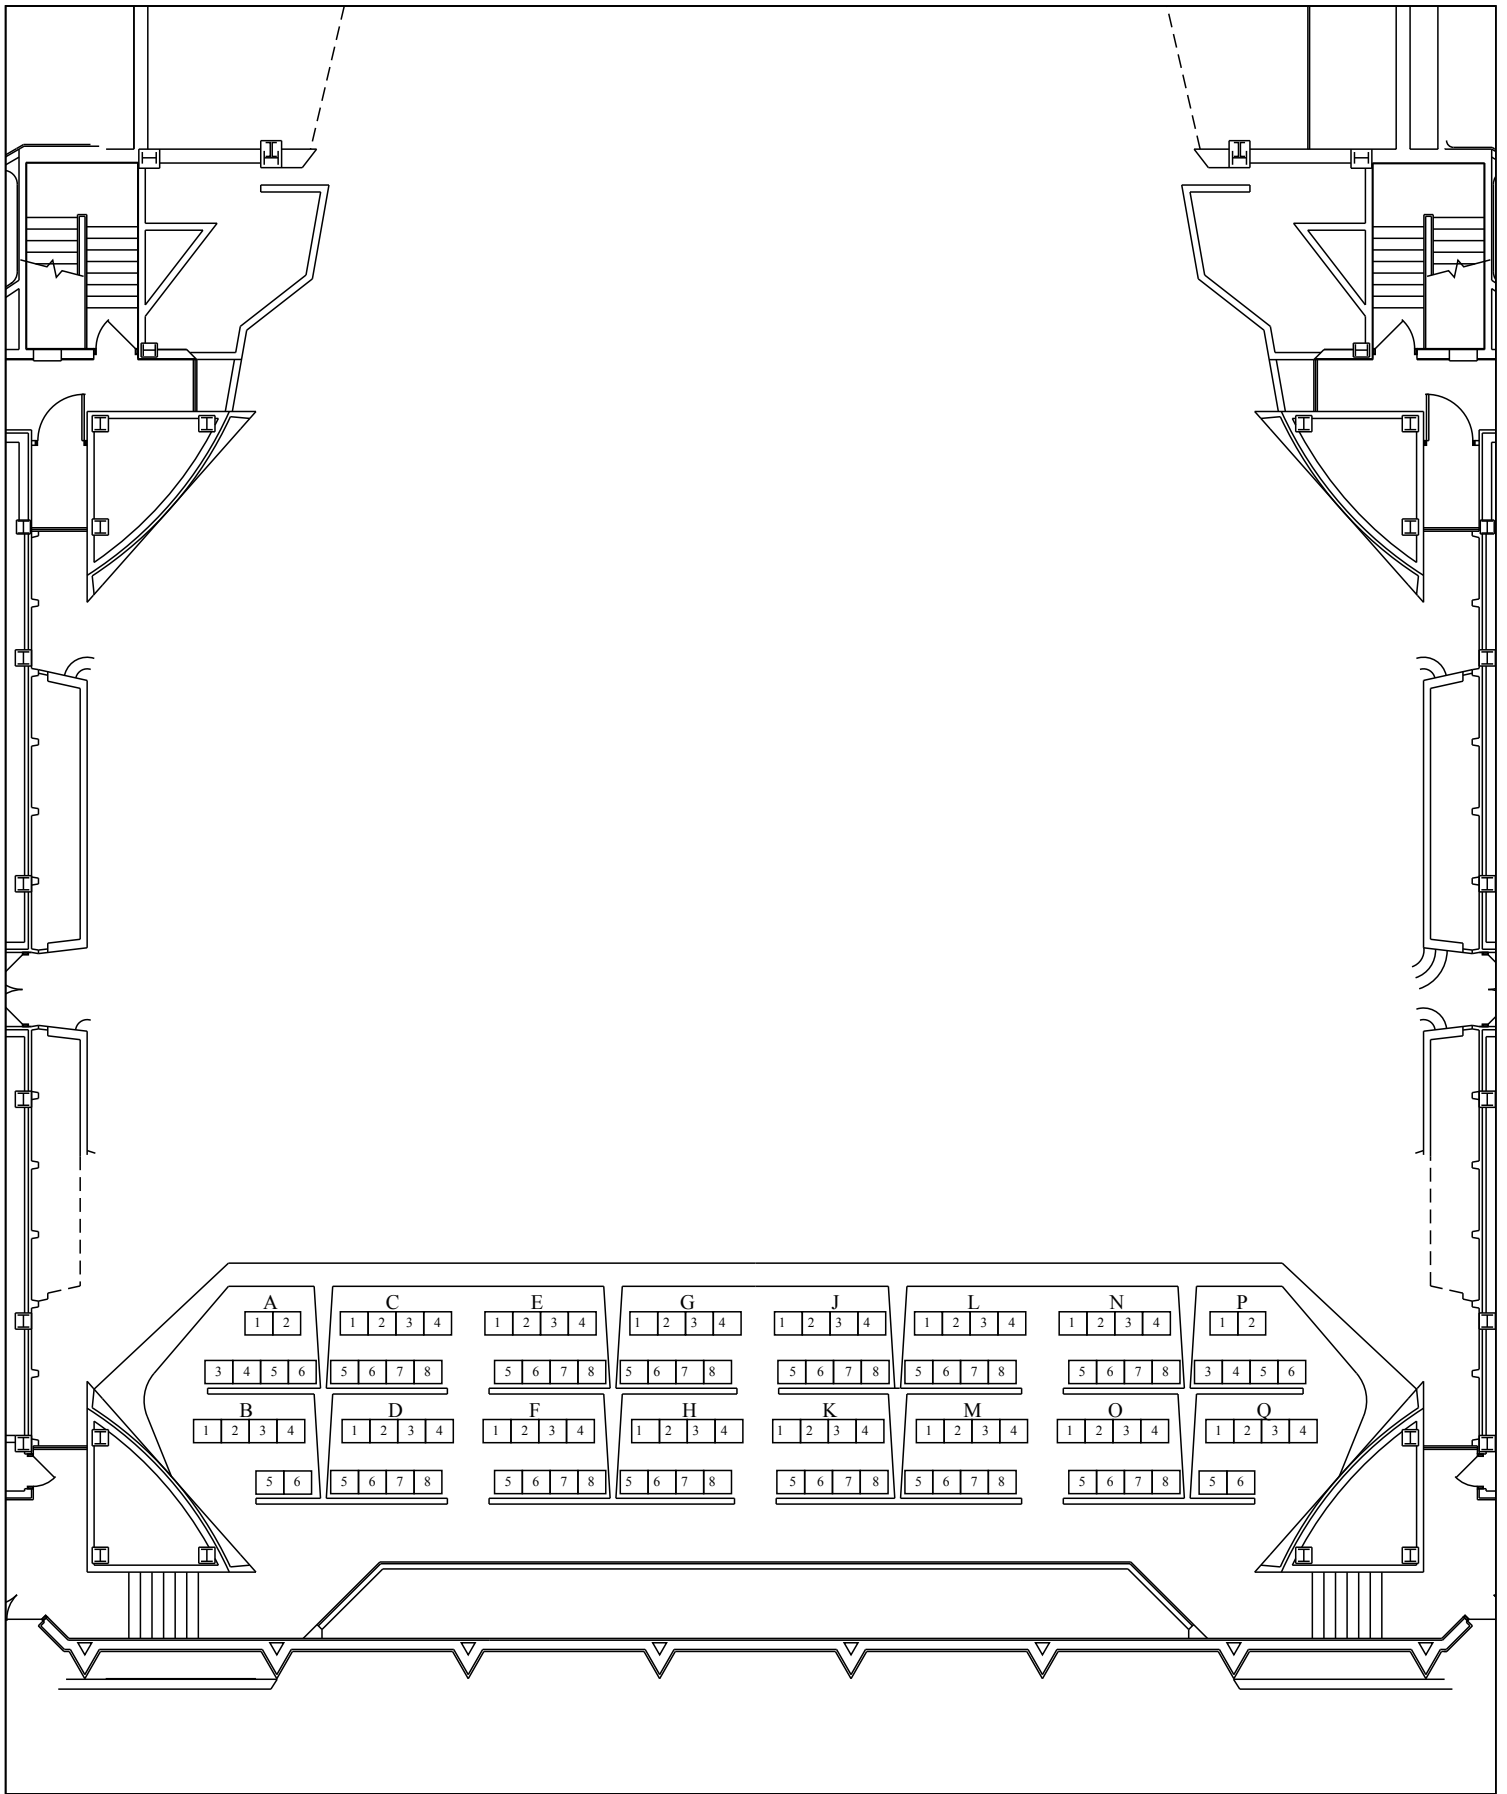 A C E G J L N P
1 2 1 2 3 4 1 2 3 4 1 2 3 4 1 2 3 4 1 2 3 4 1 2 3 4 1 2
3 4 5 6 5 6 7 8 5 6 7 8 5 6 7 8 5 6 7 8 5 6 7 8 5 6 7 8 3 4 5 6
B D F H K M O Q
1 2 3 4 1 2 3 4 1 2 3 4 1 2 3 4 1 2 3 4 1 2 3 4 1 2 3 4 1 2 3 4
5 6 5 6 7 8 5 6 7 8 5 6 7 8 5 6 7 8 5 6 7 8 5 6 7 8 5 6